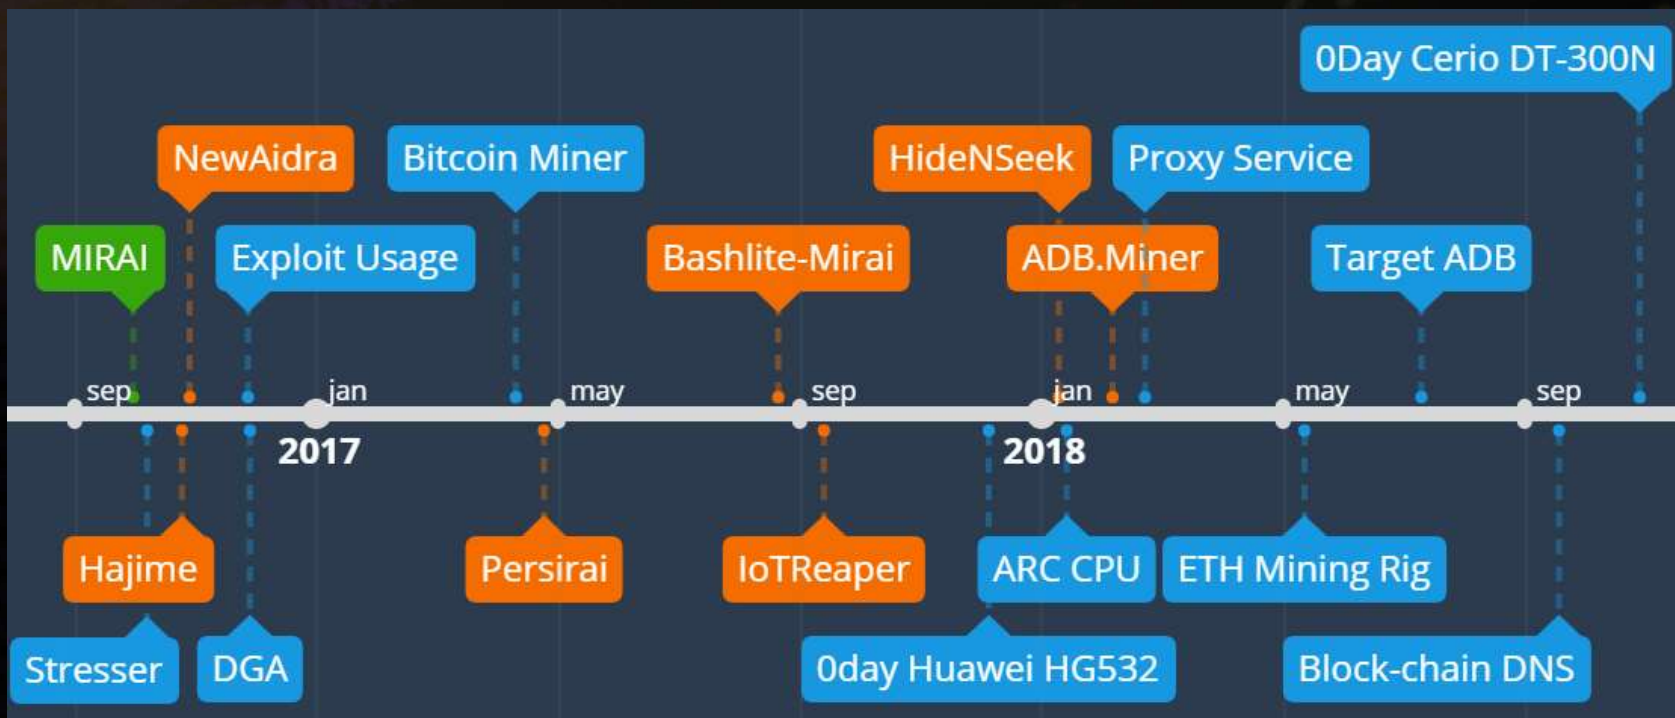 0Day Cerio DT-300N
NewAidra
Bitcoin Miner
HideNSeek
Proxy Service
MIRAI
Exploit Usage
Bashlite-Mirai
ADB.Miner
Target ADB
sep
jan
may
sep
jan
may
sep
2017
2018
Hajime
Persirai
IoTReaper
ARC CPU
ETH Mining Rig
Stresser
DGA
0day Huawei HG532
Block-chain DNS